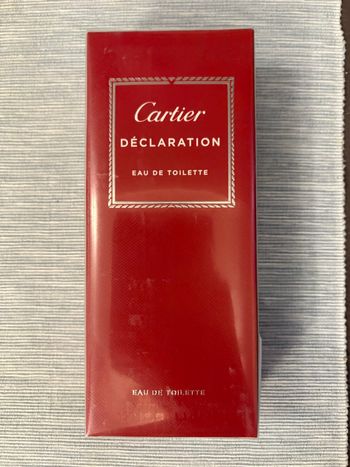 Cartier
DÉCLARATION
EAU DE TOILETTE
EAU DE TOILETTE